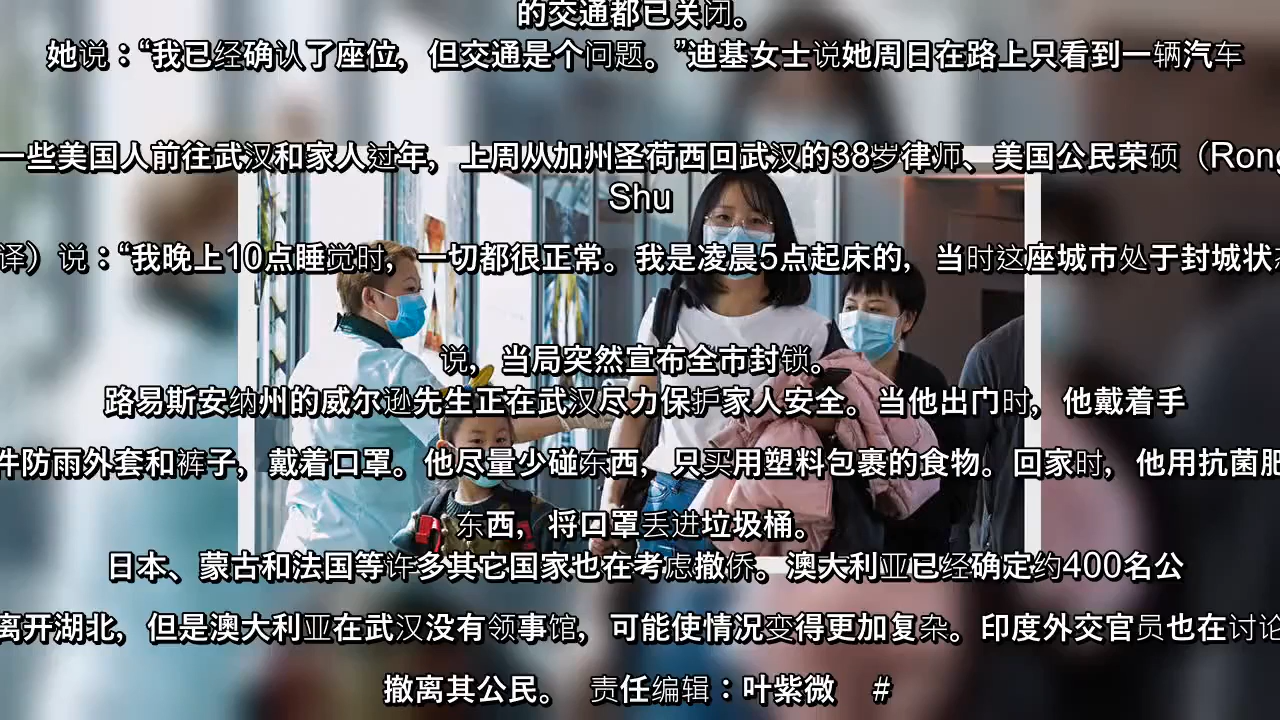 的交通都已关闭。
她说：“我已经确认了座位，但交通是个问题。”迪基女士说她周日在路上只看到一辆汽车
一些美国人前往武汉和家人过年，上周从加州圣荷西回武汉的38岁律师、美国公民荣硕（Rong
Shu
译）说：“我晚上10点睡觉时，一切都很正常。我是凌晨5点起床的，当时这座城市处于封城状
说，当局突然宣布全市封锁。
路易斯安纳州的威尔逊先生正在武汉尽力保护家人安全。当他出门时，他戴着手
件防雨外套和裤子，戴着口罩。他尽量少碰东西，只买用塑料包裹的食物。回家时，他用抗菌肥
东西，将口罩丢进垃圾桶。
日本、蒙古和法国等许多其它国家也在考虑撤侨。澳大利亚已经确定约400名公
离开湖北，但是澳大利亚在武汉没有领事馆，可能使情况变得更加复杂。印度外交官员也在讨论
撤离其公民。 责任编辑：叶紫微 #